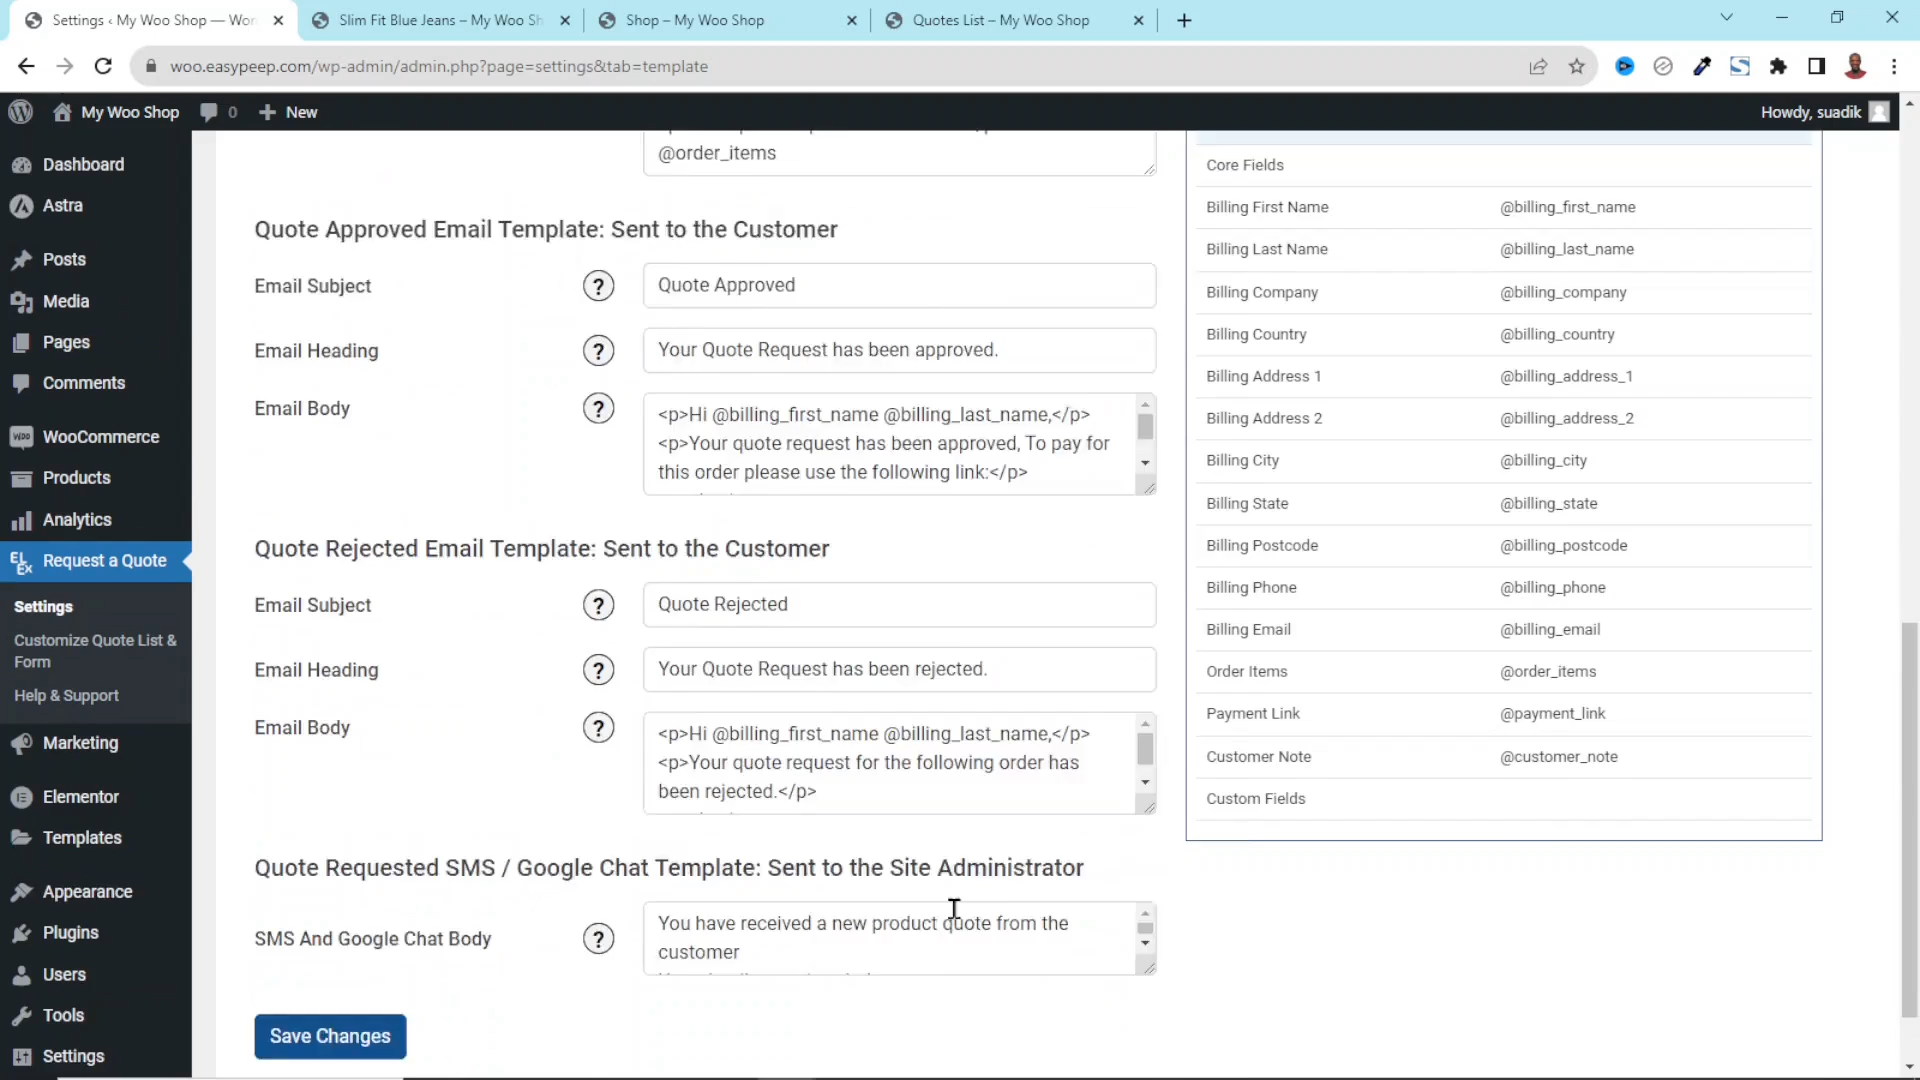 Settings ‹ My Woo Shop — Wor
Slim Fit Blue Jeans – My Woo Sh
Shop – My Woo Shop
Quotes List – My Woo Shop
woo.easypeep.com/wp-admin/admin.php?page=settings&tab=template
My Woo Shop
0
New
Howdy, suadik
Dashboard
Astra
Posts
Media
Pages
Comments
WooCommerce
Products
Analytics
Request a Quote
Settings
Customize Quote List &
Form
Help & Support
Marketing
Elementor
Templates
Appearance
Plugins
Users
Tools
Settings
@order_items
Quote Approved Email Template: Sent to the Customer
Email Subject
?
Quote Approved
Email Heading
?
Your Quote Request has been approved.
Email Body
?
<p>Hi @billing_first_name @billing_last_name,</p>
<p>Your quote request has been approved, To pay for
this order please use the following link:</p>
Quote Rejected Email Template: Sent to the Customer
Email Subject
?
Quote Rejected
Email Heading
?
Your Quote Request has been rejected.
Email Body
?
<p>Hi @billing_first_name @billing_last_name,</p>
<p>Your quote request for the following order has
been rejected.</p>
Quote Requested SMS / Google Chat Template: Sent to the Site Administrator
SMS And Google Chat Body
?
You have received a new product quote from the
customer
Save Changes
Core Fields
Billing First Name @billing_first_name
Billing Last Name @billing_last_name
Billing Company @billing_company
Billing Country @billing_country
Billing Address 1 @billing_address_1
Billing Address 2 @billing_address_2
Billing City @billing_city
Billing State @billing_state
Billing Postcode @billing_postcode
Billing Phone @billing_phone
Billing Email @billing_email
Order Items @order_items
Payment Link @payment_link
Customer Note @customer_note
Custom Fields